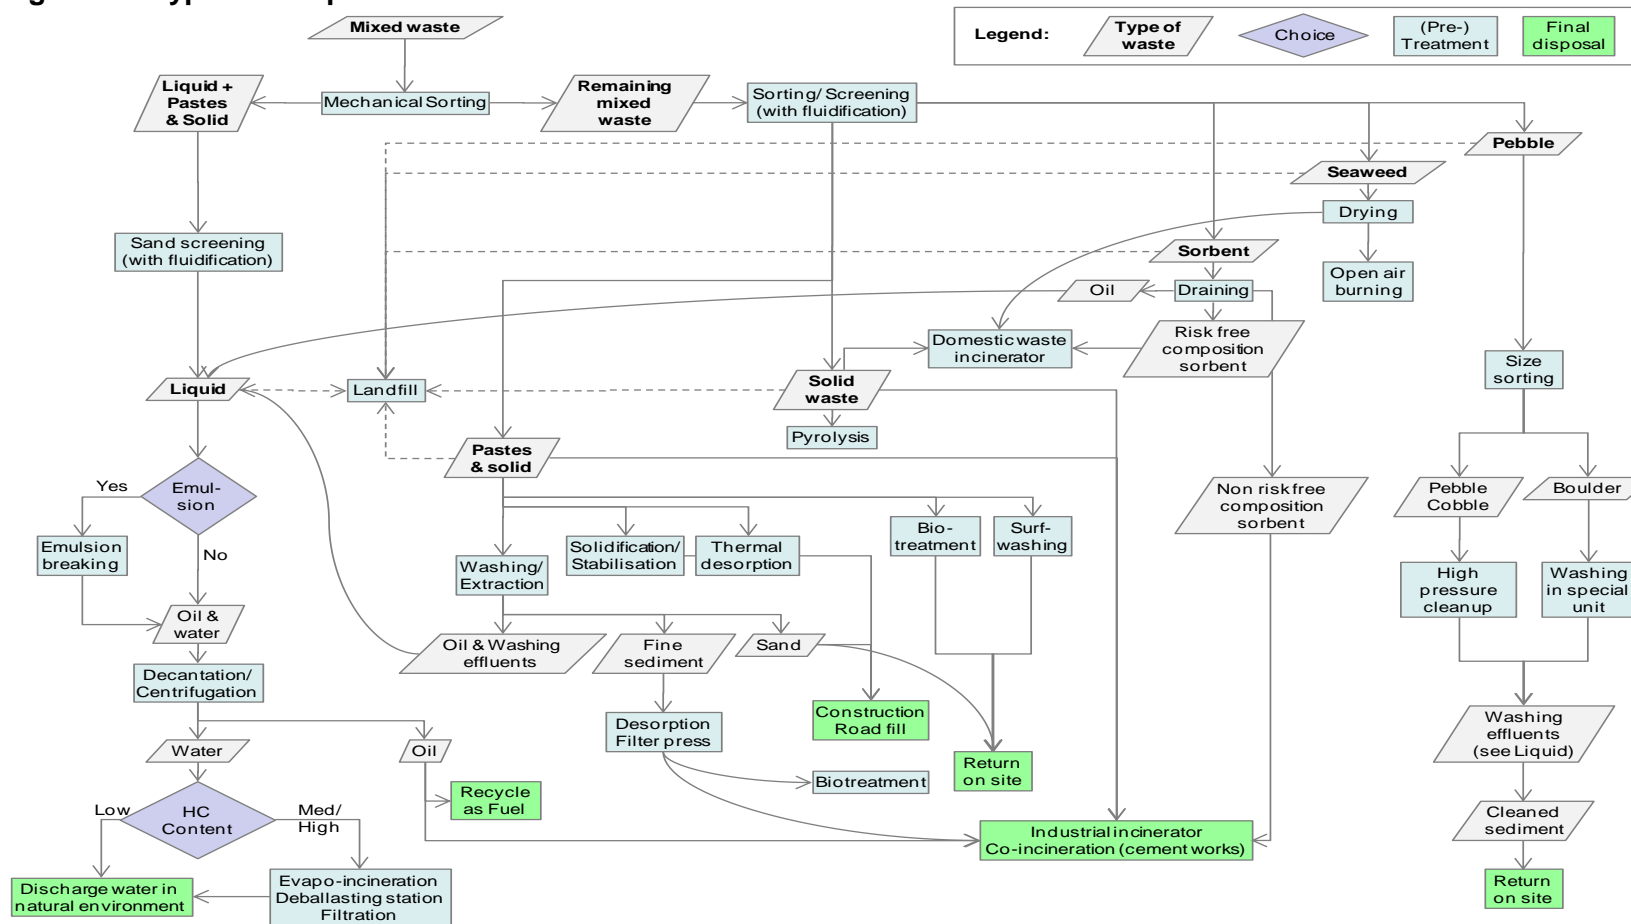 Mixed waste
Legend:
Type of
waste
Choice
(Pre-)
Treatment
Final
disposal
Liquid +
Pastes
& Solid
Mechanical Sorting
Remaining
mixed
waste
Sorting/ Screening
(with fluidification)
Pebble
Seaweed
Drying
Sand screening
(with fluidification)
Sorbent
Open air
burning
Oil
Draining
Domestic waste
incinerator
Risk free
composition
sorbent
Size
sorting
Liquid
Landfill
Solid
waste
Pyrolysis
Pastes
& solid
Emul-
sion
Yes
No
Non risk free
composition
sorbent
Pebble
Cobble
Boulder
Emulsion
breaking
Washing/
Extraction
Solidification/
Stabilisation
Thermal
desorption
Bio-
treatment
Surf-
washing
High
pressure
cleanup
Washing
in special
unit
Oil &
water
Oil & Washing
effluents
Fine
sediment
Sand
Decantation/
Centrifugation
Construction
Road fill
Desorption
Filter press
Washing
effluents
(see Liquid)
Water
Oil
Return
on site
Biotreatment
Recycle
as Fuel
Low
HC
Content
Med/
High
Industrial incinerator
Co-incineration (cement works)
Cleaned
sediment
Discharge water in
natural environment
Evapo-incineration
Deballasting station
Filtration
Return
on site